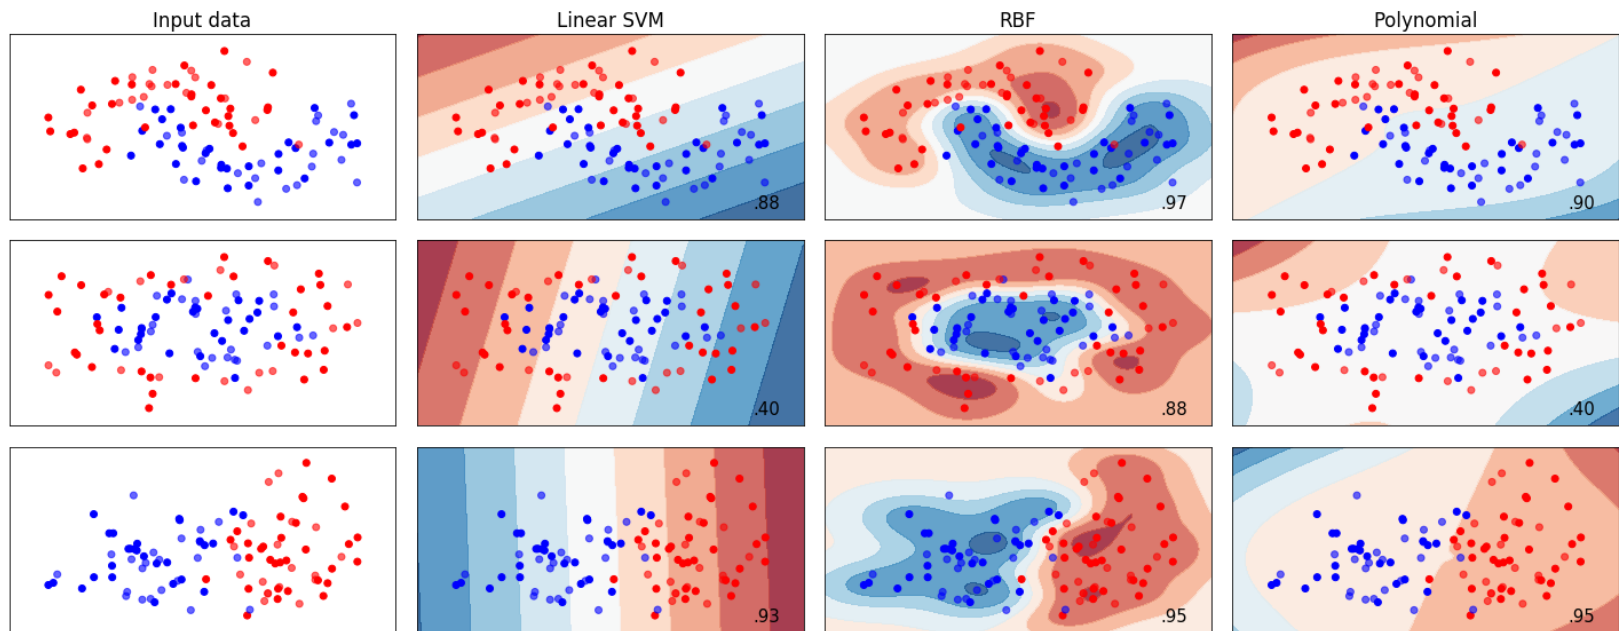 Input data Linear SVM RBF Polynomial
.88 .97 .90
.40 .88 .40
.93 .95 .95